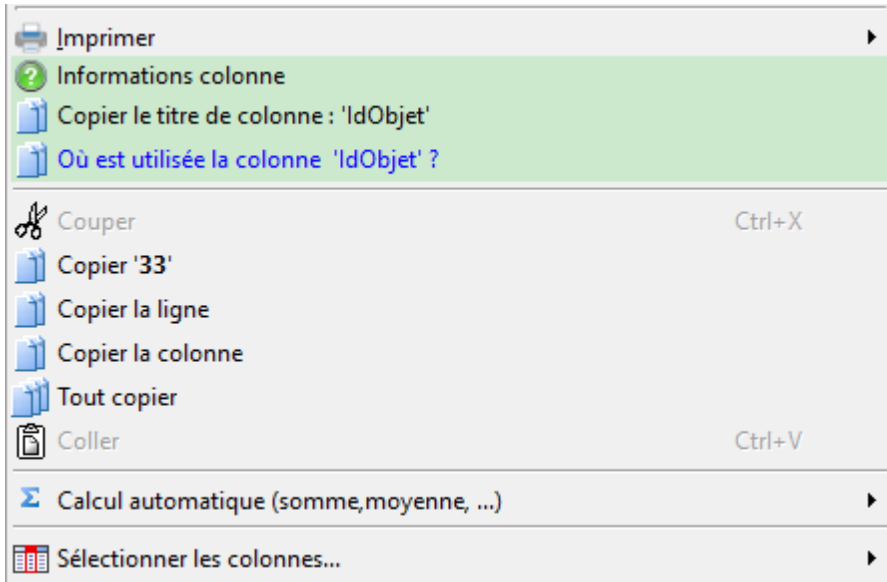 Imprimer
Informations colonne
Copier le titre de colonne : 'IdObjet'
Où est utilisée la colonne 'IdObjet' ?
Couper Ctrl+X
Copier '33'
Copier la ligne
Copier la colonne
Tout copier
Coller Ctrl+V
Calcul automatique (somme,moyenne, ...)
Sélectionner les colonnes...